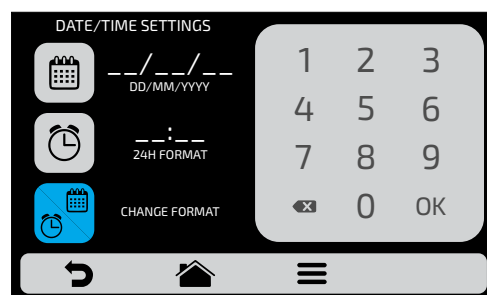 DATE/TIME SETTINGS
__/__/__
DD/MM/YYYY
__:__
24H FORMAT
CHANGE FORMAT
1 2 3
4 5 6
7 8 9
0 OK